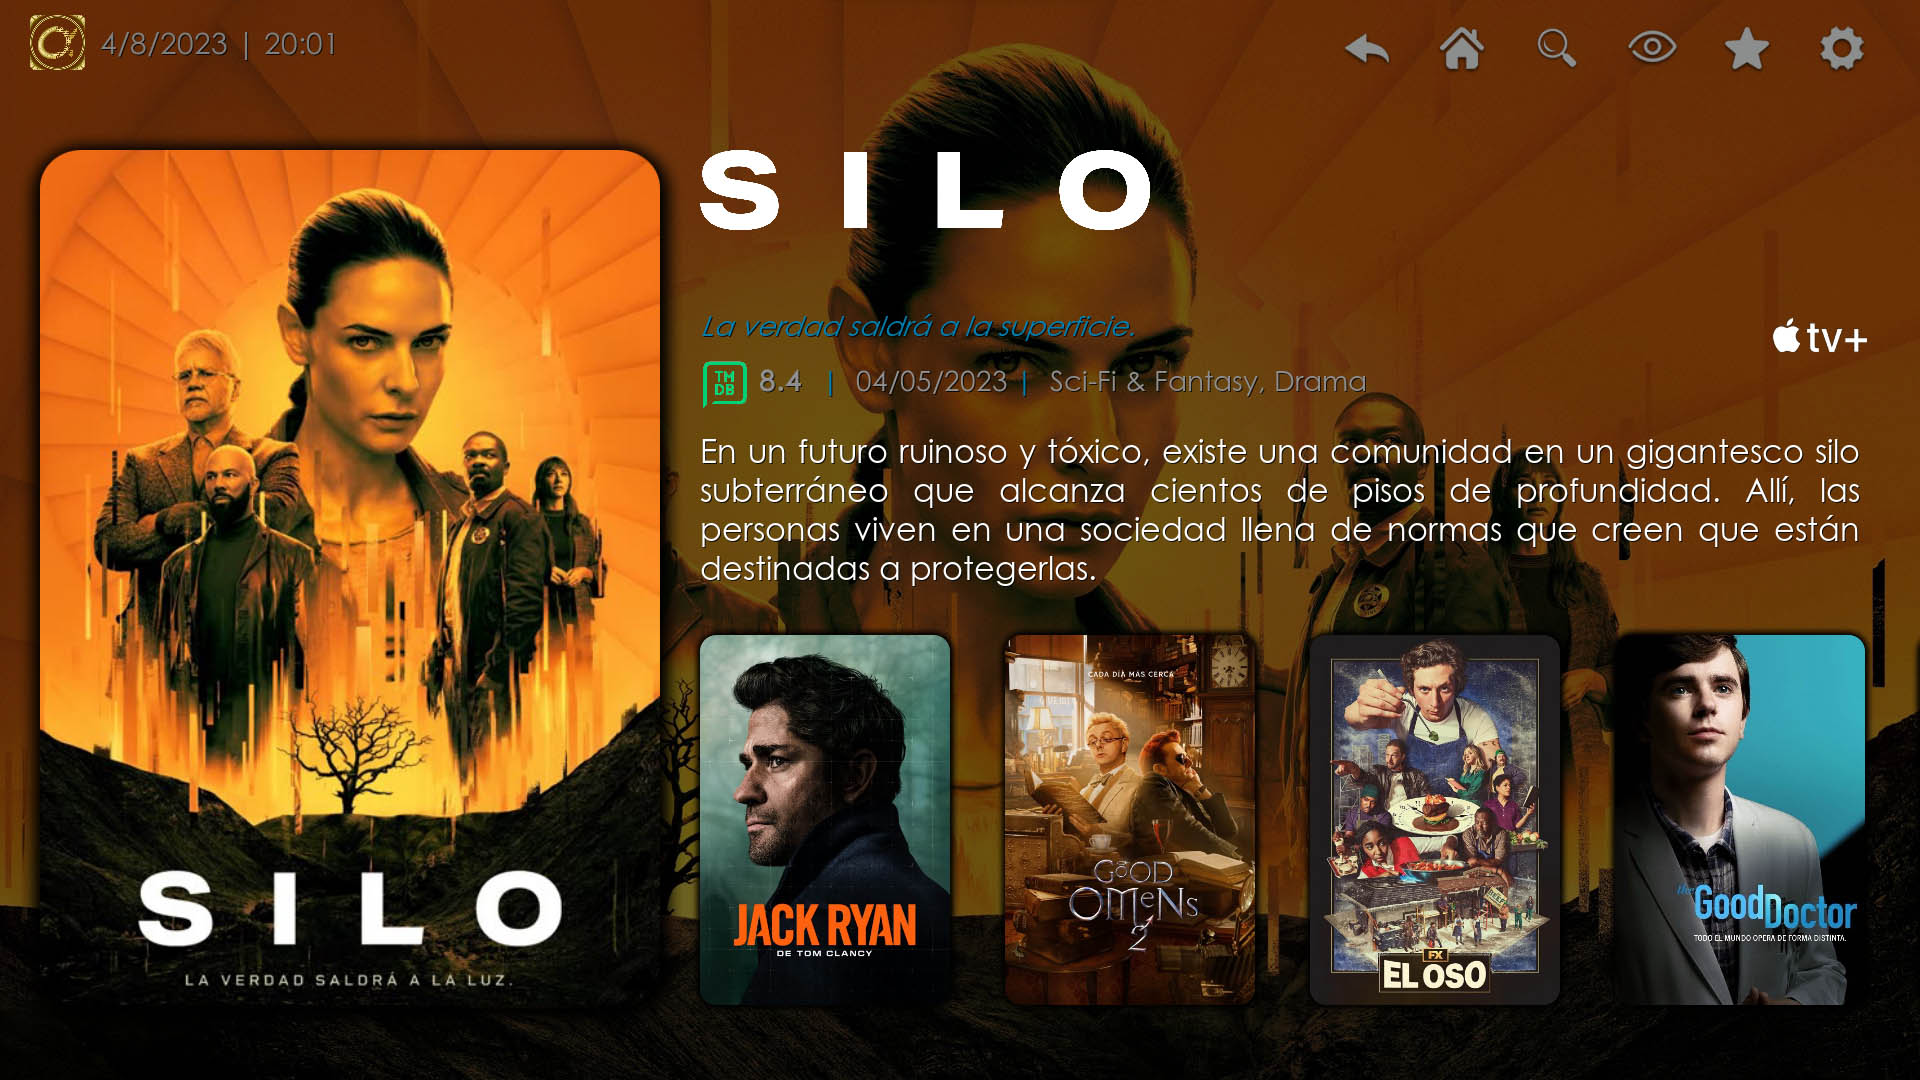 4/8/2023 | 20:01
SILO
La verdad saldrá a la superficie.
tv+
TM
DB
8.4 | 04/05/2023 | Sci-Fi & Fantasy, Drama
En un futuro ruinoso y tóxico, existe una comunidad en un gigantesco silo
subterráneo que alcanza cientos de pisos de profundidad. Allí, las
personas viven en una sociedad llena de normas que creen que están
destinadas a protegerlas.
SILO
LA VERDAD SALDRÁ A LA LUZ.
JACK RYAN
DE TOM CLANCY
CADA DÍA MÁS CERCA
GOOD
OMENS
2
FX
EL OSO
the
Good Doctor
TODO EL MUNDO OPERA DE FORMA DISTINTA.